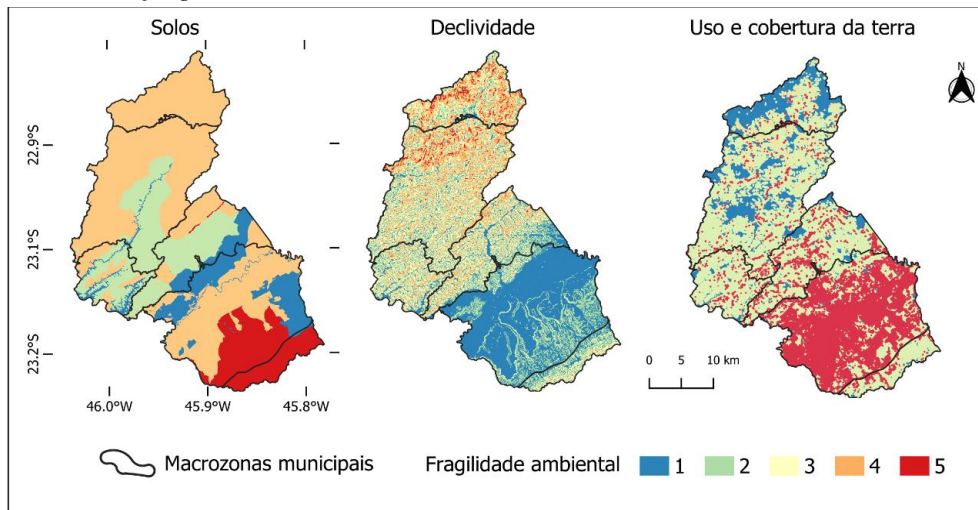 Solos
Declividade
Uso e cobertura da terra
N
22.9°S
23.1°S
23.2°S
46.0°W 45.9°W 45.8°W
0 5 10 km
Macrozonas municipais
Fragilidade ambiental 1 2 3 4 5